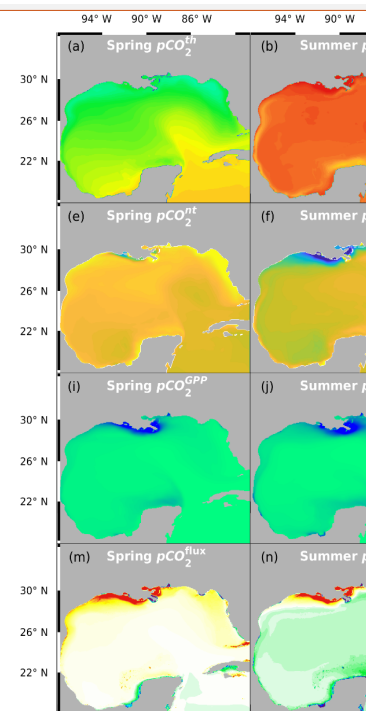 94° W 90° W 86° W 94° W 90° W
(a) Spring pCO₂ᵗʰ (b) Summer p
30° N
26° N
22° N
(e) Spring pCO₂ⁿᵗ (f) Summer p
30° N
26° N
22° N
(i) Spring pCO₂ᴳᴾᴾ (j) Summer p
30° N
26° N
22° N
(m) Spring pCO₂ᶠˡᵘˣ (n) Summer p
30° N
26° N
22° N